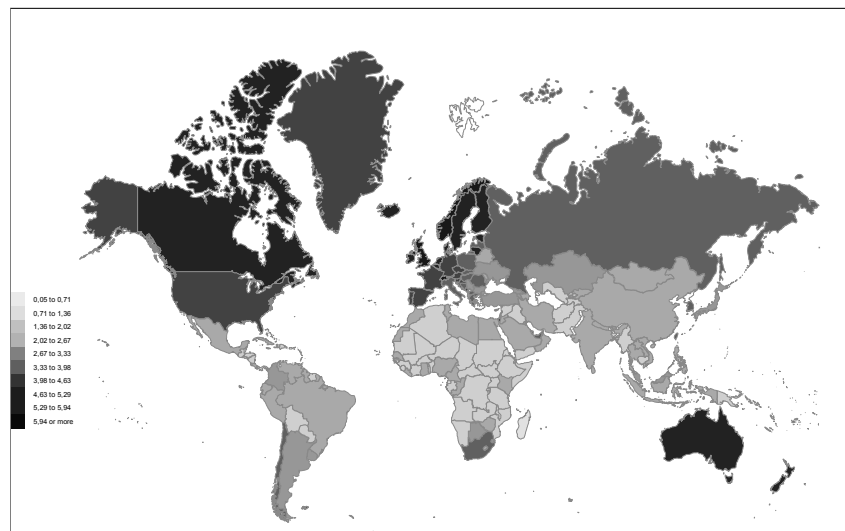 0,05 to 0,71
0,71 to 1,36
1,36 to 2,02
2,02 to 2,67
2,67 to 3,33
3,33 to 3,98
3,98 to 4,63
4,63 to 5,29
5,29 to 5,94
5,94 or more